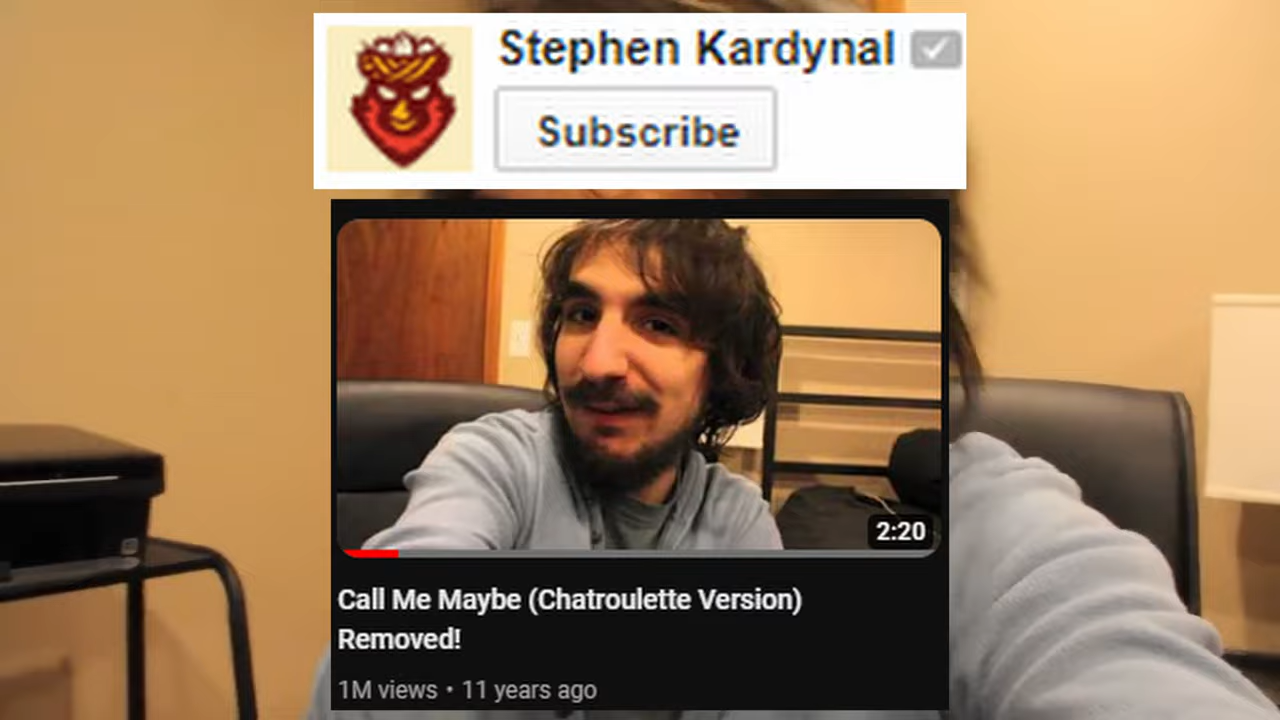 Stephen Kardynal
Subscribe
2:20
Call Me Maybe (Chatroulette Version)
Removed!
1M views • 11 years ago